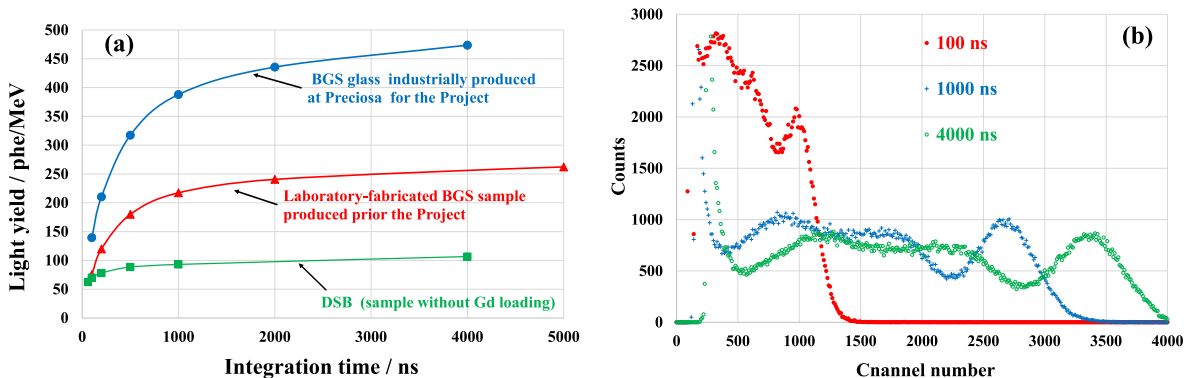 (a)
500
450
400
350
300
250
200
150
100
50
0
Light yield / phe/MeV
BGS glass industrially produced
at Preciosa for the Project
Laboratory-fabricated BGS sample
produced prior the Project
DSB (sample without Gd loading)
0 1000 2000 3000 4000 5000
Integration time / ns
(b)
3000
2500
2000
1500
1000
500
0
Counts
100 ns
1000 ns
4000 ns
0 500 1000 1500 2000 2500 3000 3500 4000
Cnannel number